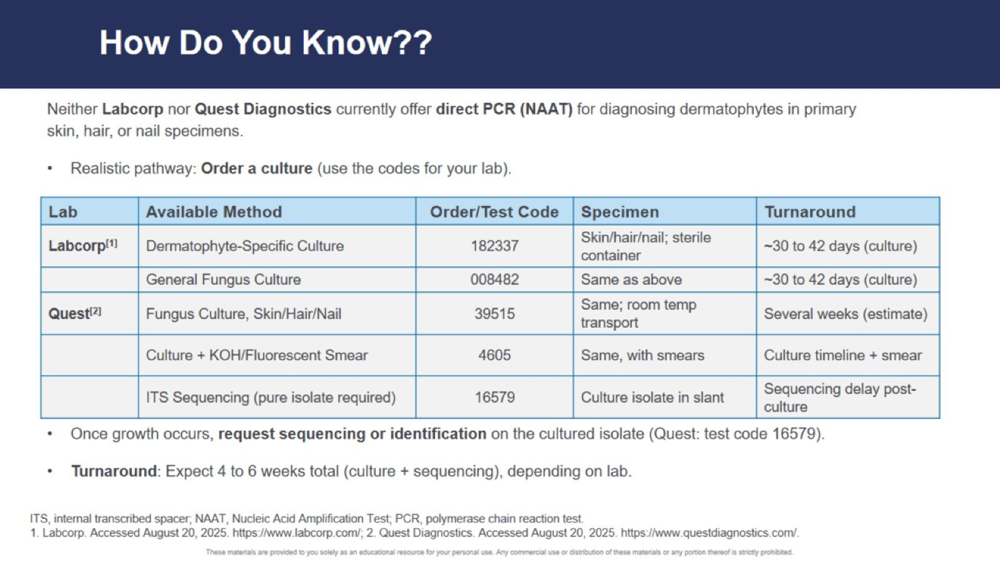 How Do You Know??
Neither Labcorp nor Quest Diagnostics currently offer direct PCR (NAAT) for diagnosing dermatophytes in primary
skin, hair, or nail specimens.
• Realistic pathway: Order a culture (use the codes for your lab).
Lab Available Method Order/Test Code Specimen Turnaround
Labcorp[1] Dermatophyte-Specific Culture 182337 Skin/hair/nail; sterile container ~30 to 42 days (culture)
General Fungus Culture 008482 Same as above ~30 to 42 days (culture)
Quest[2] Fungus Culture, Skin/Hair/Nail 39515 Same; room temp transport Several weeks (estimate)
Culture + KOH/Fluorescent Smear 4605 Same, with smears Culture timeline + smear
ITS Sequencing (pure isolate required) 16579 Culture isolate in slant Sequencing delay post-culture
• Once growth occurs, request sequencing or identification on the cultured isolate (Quest: test code 16579).
• Turnaround: Expect 4 to 6 weeks total (culture + sequencing), depending on lab.
ITS, internal transcribed spacer; NAAT, Nucleic Acid Amplification Test; PCR, polymerase chain reaction test.
1. Labcorp. Accessed August 20, 2025. https://www.labcorp.com/; 2. Quest Diagnostics. Accessed August 20, 2025. https://www.questdiagnostics.com/.
These materials are provided to you solely as an educational resource for your personal use. Any commercial use or distribution of these materials or any portion thereof is strictly prohibited.